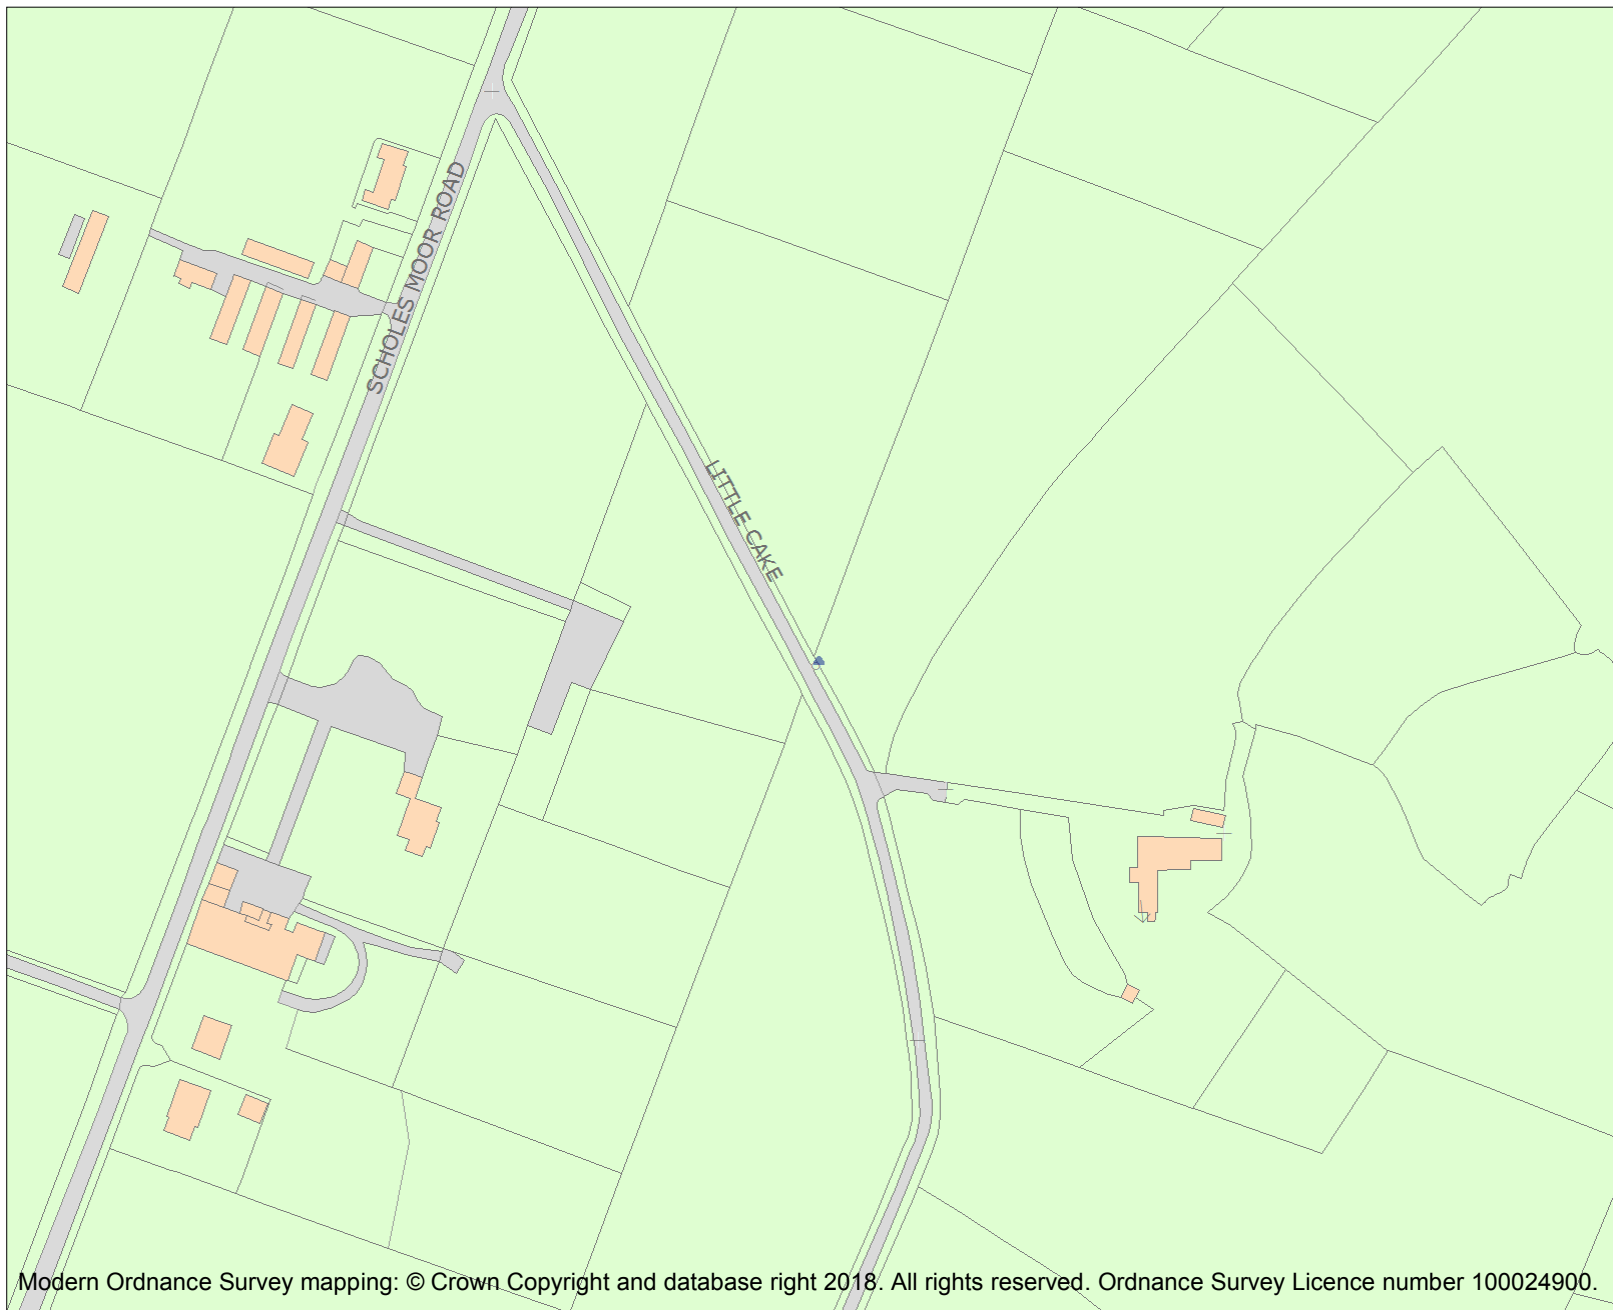 SCHOLES MOOR ROAD
LITTLE CAKE
Modern Ordnance Survey mapping: © Crown Copyright and database right 2018. All rights reserved. Ordnance Survey Licence number 100024900.